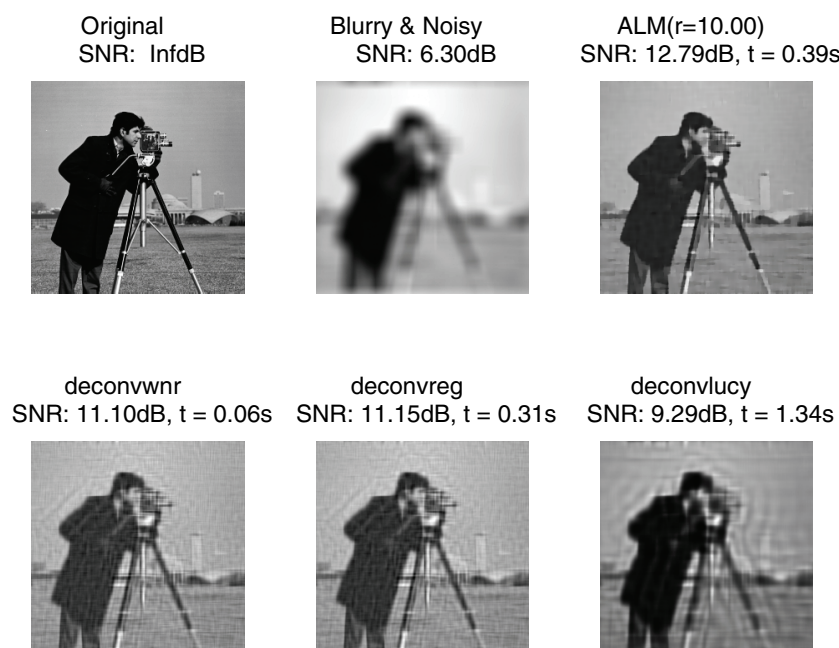 Original
SNR: InfdB
Blurry & Noisy
SNR: 6.30dB
ALM(r=10.00)
SNR: 12.79dB, t = 0.39s
deconvwnr
SNR: 11.10dB, t = 0.06s
deconvreg
SNR: 11.15dB, t = 0.31s
deconvlucy
SNR: 9.29dB, t = 1.34s